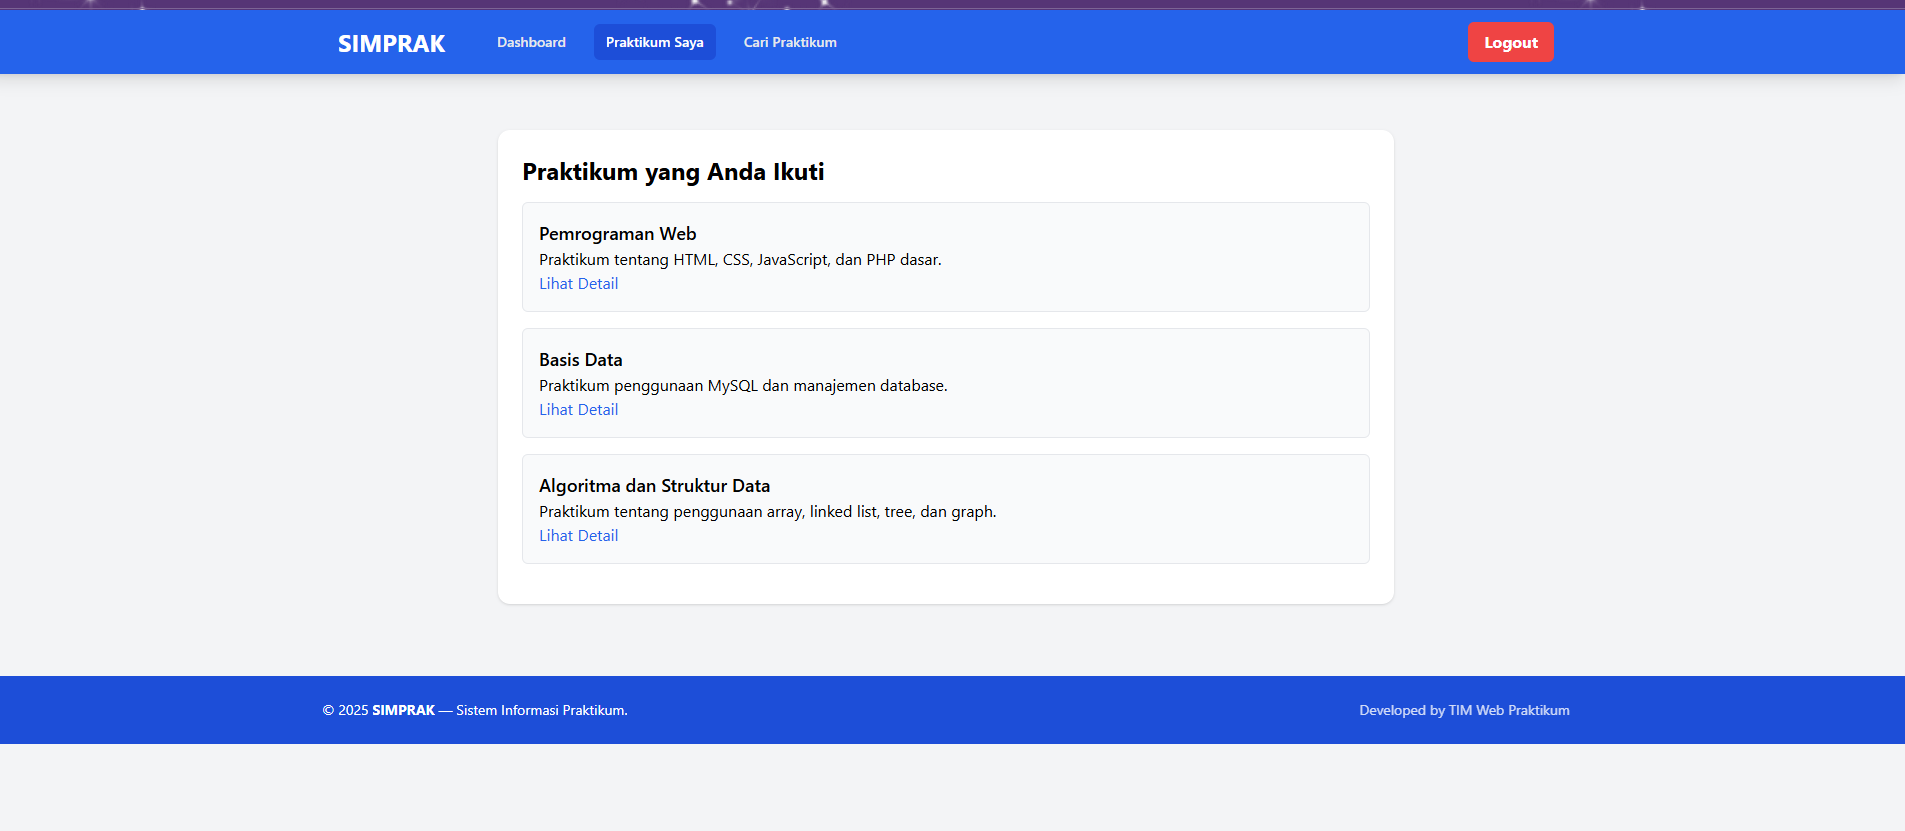 SIMPRAK Dashboard Praktikum Saya Cari Praktikum Logout
Praktikum yang Anda Ikuti
Pemrograman Web
Praktikum tentang HTML, CSS, JavaScript, dan PHP dasar.
Lihat Detail
Basis Data
Praktikum penggunaan MySQL dan manajemen database.
Lihat Detail
Algoritma dan Struktur Data
Praktikum tentang penggunaan array, linked list, tree, dan graph.
Lihat Detail
© 2025 SIMPRAK — Sistem Informasi Praktikum. Developed by TIM Web Praktikum